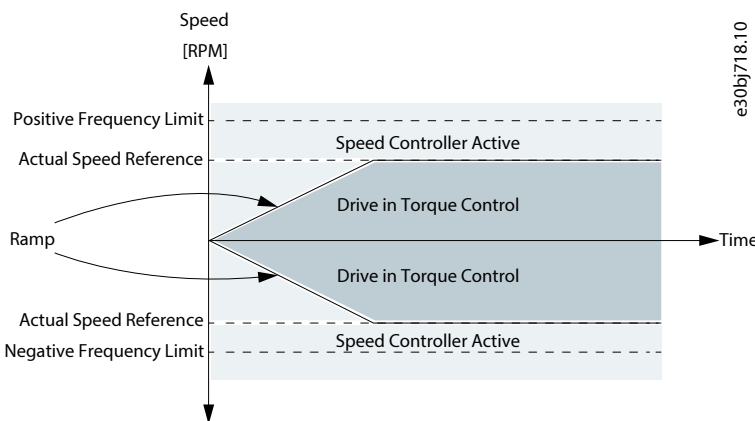 Speed
[RPM]
e30bj718.10
Positive Frequency Limit
Speed Controller Active
Actual Speed Reference
Drive in Torque Control
Ramp
Time
Drive in Torque Control
Actual Speed Reference
Speed Controller Active
Negative Frequency Limit